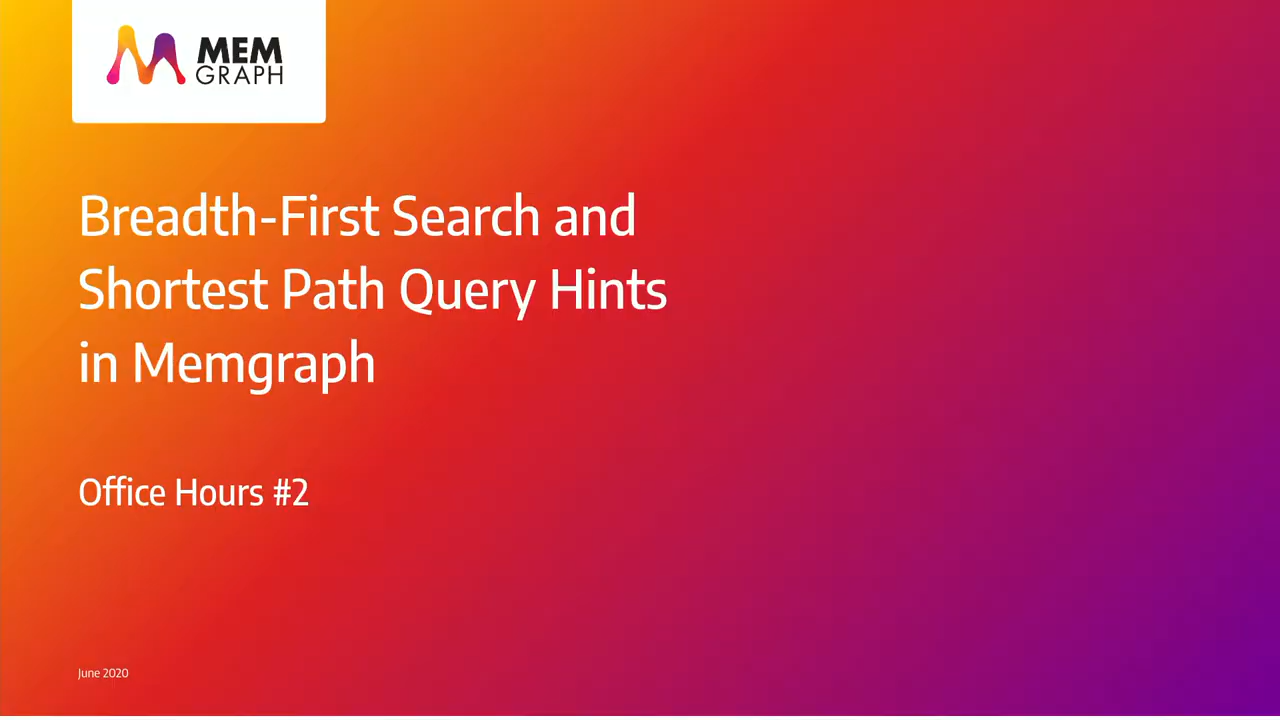 MEM
GRAPH
Breadth-First Search and
Shortest Path Query Hints
in Memgraph
Office Hours #2
June 2020